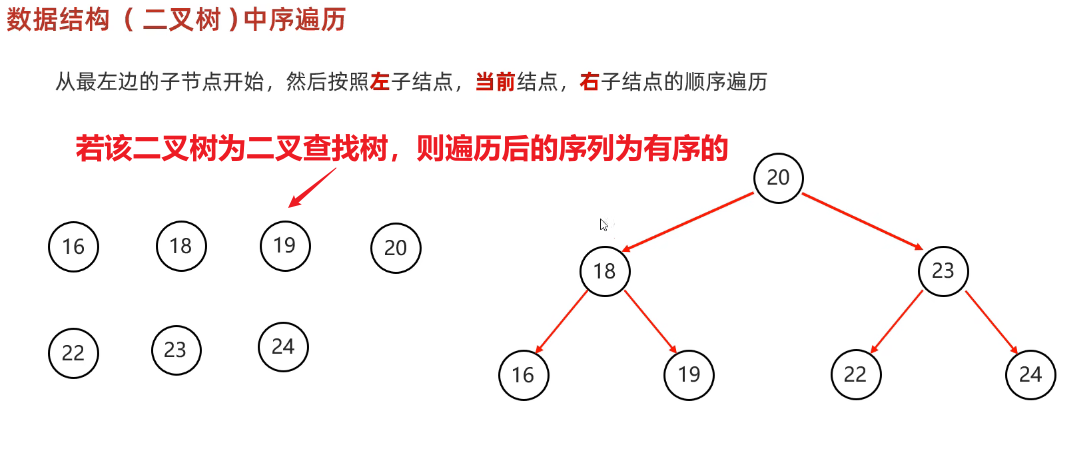 数据结构（二叉树)中序遍历
从最左边的子节点开始，然后按照左子结点，当前结点，右子结点的顺序遍历
若该二叉树为二叉查找树，则遍历后的序列为有序的
16 18 19 20
22 23 24
20
18 23
16 19 22 24